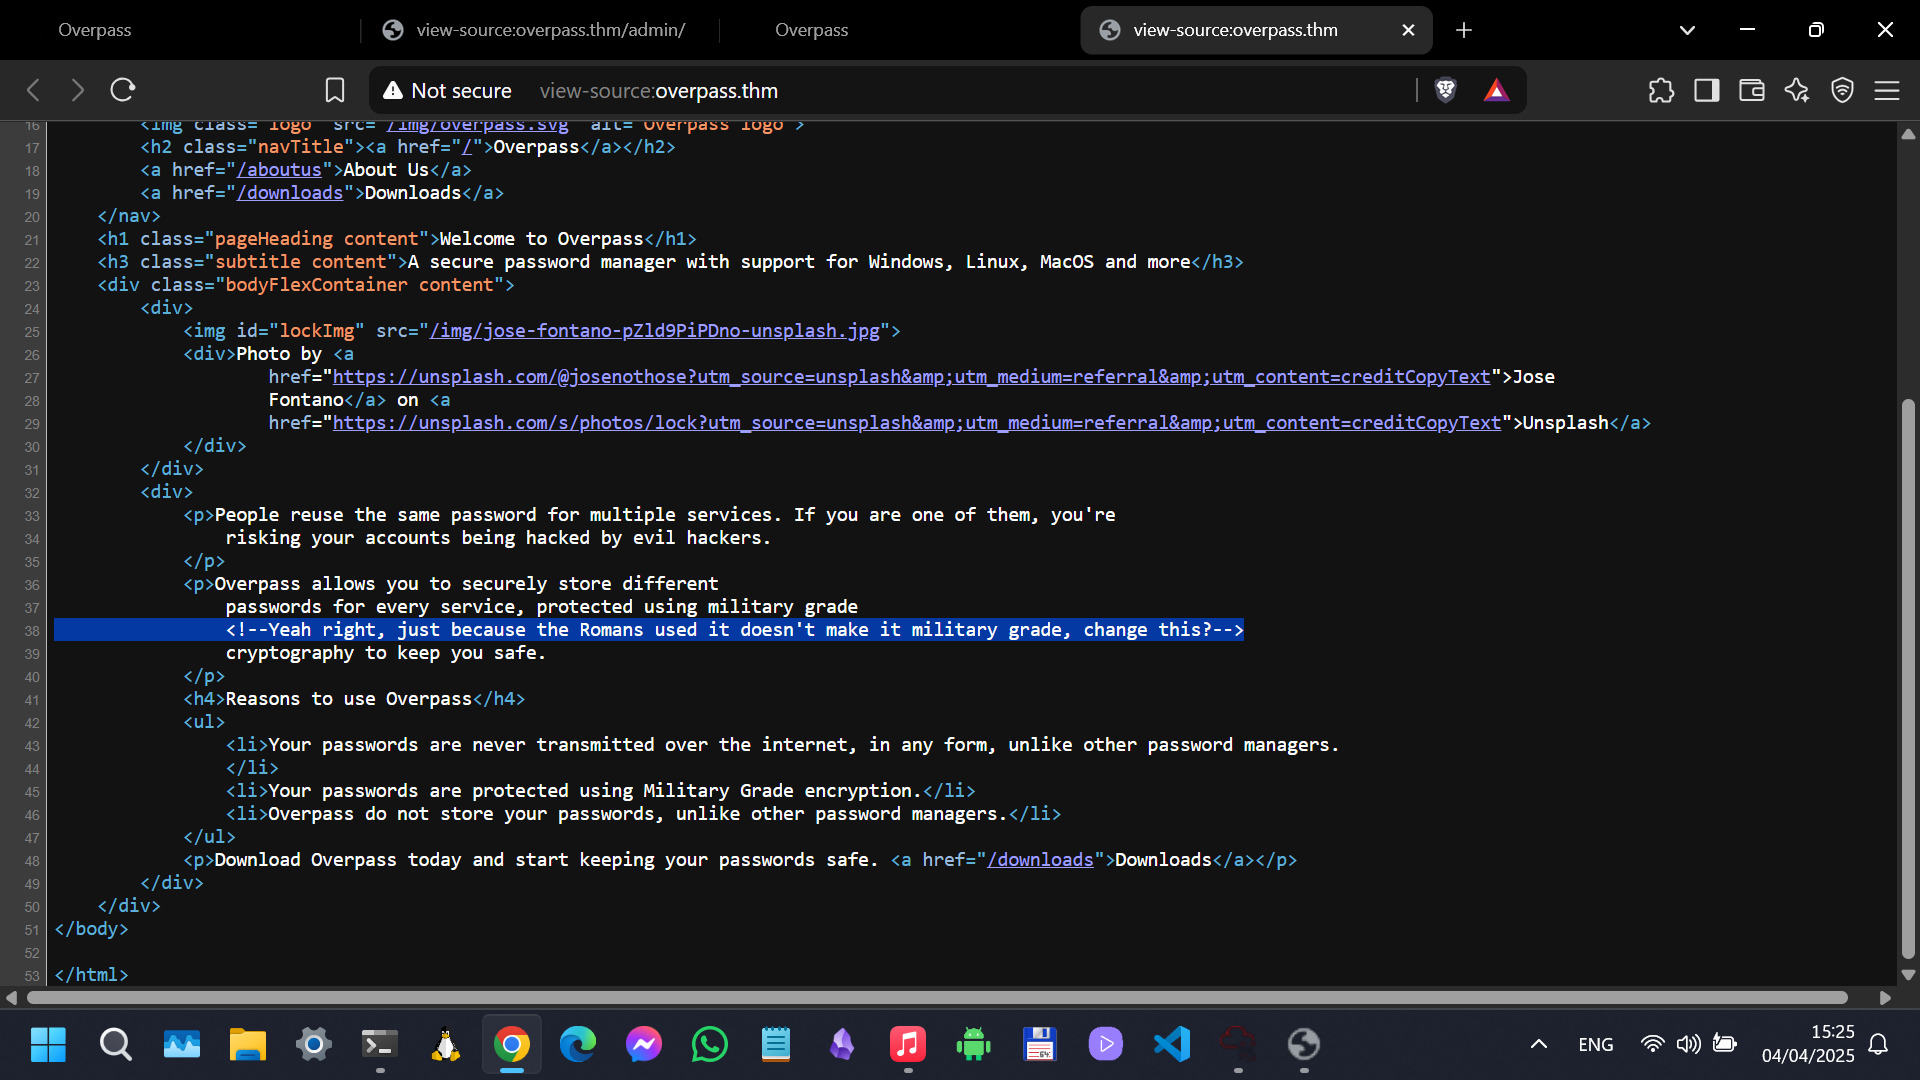 Overpass
view-source:overpass.thm/admin/
Overpass
view-source:overpass.thm
Not secure
view-source:overpass.thm
16 <img class="logo" src="/img/overpass.svg" alt="Overpass logo">
17 <h2 class="navTitle"><a href="/">Overpass</a></h2>
18 <a href="/aboutus">About Us</a>
19 <a href="/downloads">Downloads</a>
20 </nav>
21 <h1 class="pageHeading content">Welcome to Overpass</h1>
22 <h3 class="subtitle content">A secure password manager with support for Windows, Linux, MacOS and more</h3>
23 <div class="bodyFlexContainer content">
24 <div>
25 <img id="lockImg" src="/img/jose-fontano-pZld9PiPDno-unsplash.jpg">
26 <div>Photo by <a
27 href="https://unsplash.com/@josenothose?utm_source=unsplash&amp;utm_medium=referral&amp;utm_content=creditCopyText">Jose
28 Fontano</a> on <a
29 href="https://unsplash.com/s/photos/lock?utm_source=unsplash&amp;utm_medium=referral&amp;utm_content=creditCopyText">Unsplash</a>
30 </div>
31 </div>
32 <div>
33 <p>People reuse the same password for multiple services. If you are one of them, you're
34 risking your accounts being hacked by evil hackers.
35 </p>
36 <p>Overpass allows you to securely store different
37 passwords for every service, protected using military grade
38 <!--Yeah right, just because the Romans used it doesn't make it military grade, change this?-->
39 cryptography to keep you safe.
40 </p>
41 <h4>Reasons to use Overpass</h4>
42 <ul>
43 <li>Your passwords are never transmitted over the internet, in any form, unlike other password managers.
44 </li>
45 <li>Your passwords are protected using Military Grade encryption.</li>
46 <li>Overpass do not store your passwords, unlike other password managers.</li>
47 </ul>
48 <p>Download Overpass today and start keeping your passwords safe. <a href="/downloads">Downloads</a></p>
49 </div>
50 </div>
51 </body>
52
53 </html>
64
ENG
15:25
04/04/2025